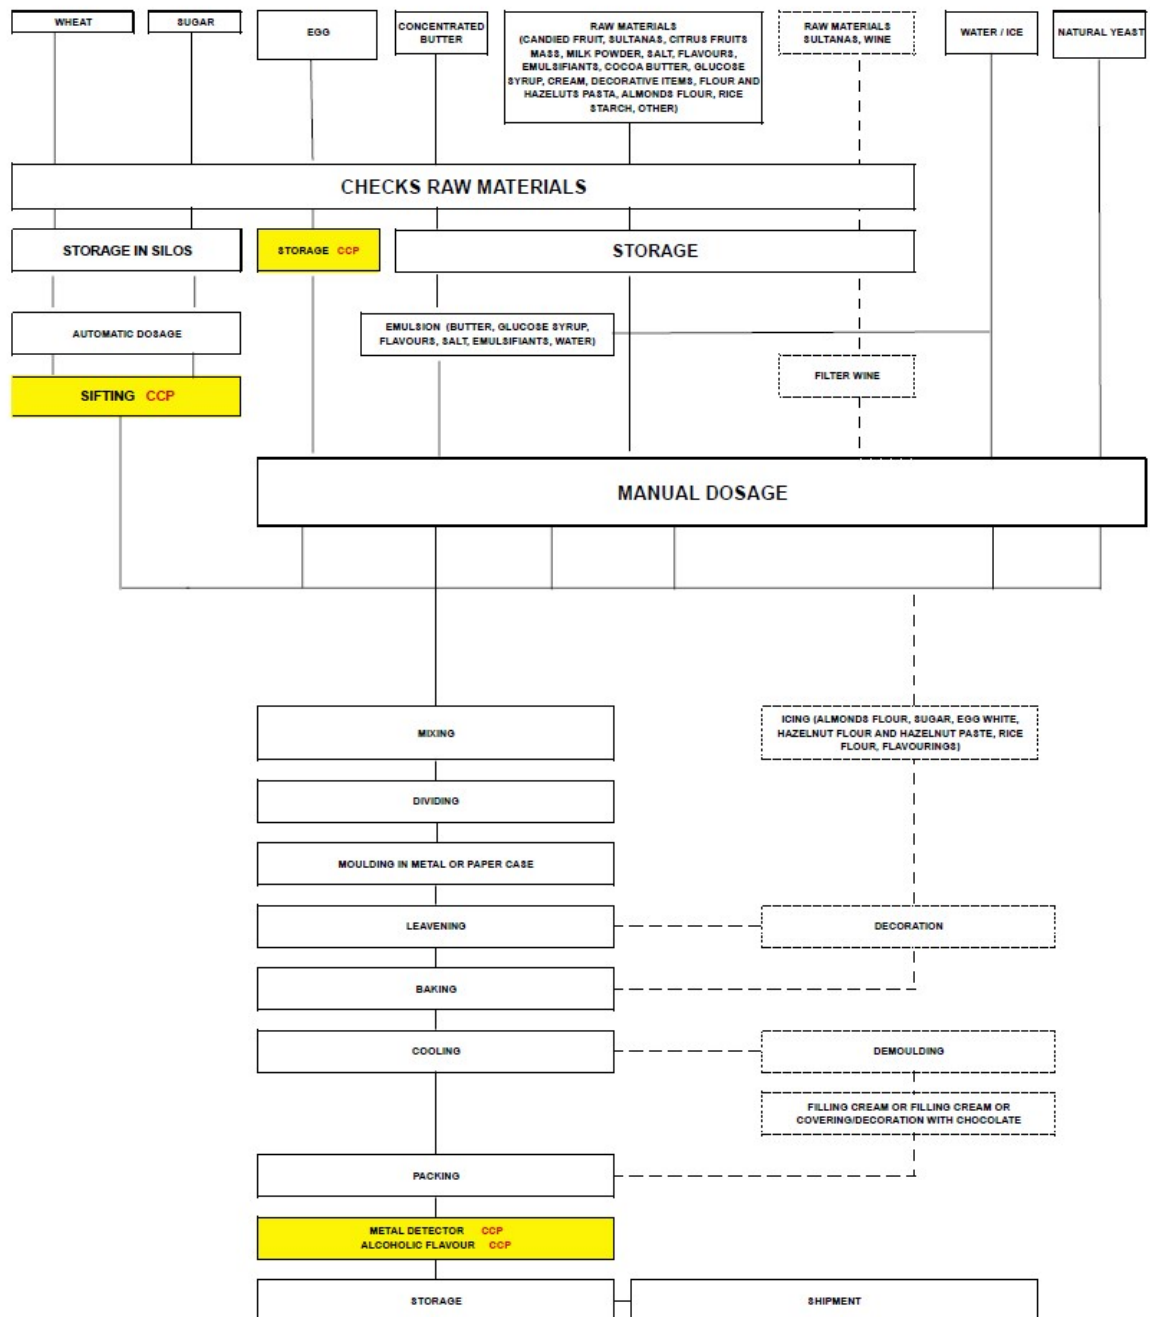 WHEAT
SUGAR
EGG
CONCENTRATED
BUTTER
RAW MATERIALS
(CANDIED FRUIT, SULTANAS, CITRUS FRUITS
MASS, MILK POWDER, SALT, FLAVOURS,
EMULSIFIANTS, COCOA BUTTER, GLUCOSE
SYRUP, CREAM, DECORATIVE ITEMS, FLOUR AND
HAZELUTS PASTA, ALMONDS FLOUR, RICE
STARCH, OTHER)
RAW MATERIALS
SULTANAS, WINE
WATER / ICE
NATURAL YEAST
CHECKS RAW MATERIALS
STORAGE IN SILOS
STORAGE CCP
STORAGE
AUTOMATIC DOSAGE
EMULSION (BUTTER, GLUCOSE SYRUP,
FLAVOURS, SALT, EMULSIFIANTS, WATER)
FILTER WINE
SIFTING CCP
MANUAL DOSAGE
MIXING
ICING (ALMONDS FLOUR, SUGAR, EGG WHITE,
HAZELNUT FLOUR AND HAZELNUT PASTE, RICE
FLOUR, FLAVOURINGS)
DIVIDING
MOULDING IN METAL OR PAPER CASE
LEAVENING
DECORATION
BAKING
COOLING
DEMOULDING
FILLING CREAM OR FILLING CREAM OR
COVERING/DECORATION WITH CHOCOLATE
PACKING
METAL DETECTOR CCP
ALCOHOLIC FLAVOUR CCP
STORAGE
SHIPMENT